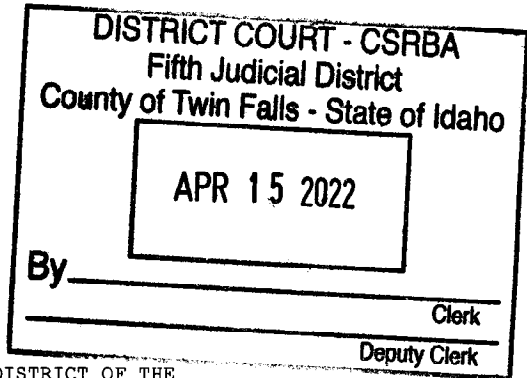 DISTRICT COURT - CSRBA
Fifth Judicial District
County of Twin Falls - State of Idaho
APR 15 2022
By
Clerk
Deputy Clerk
DISTRICT OF THE